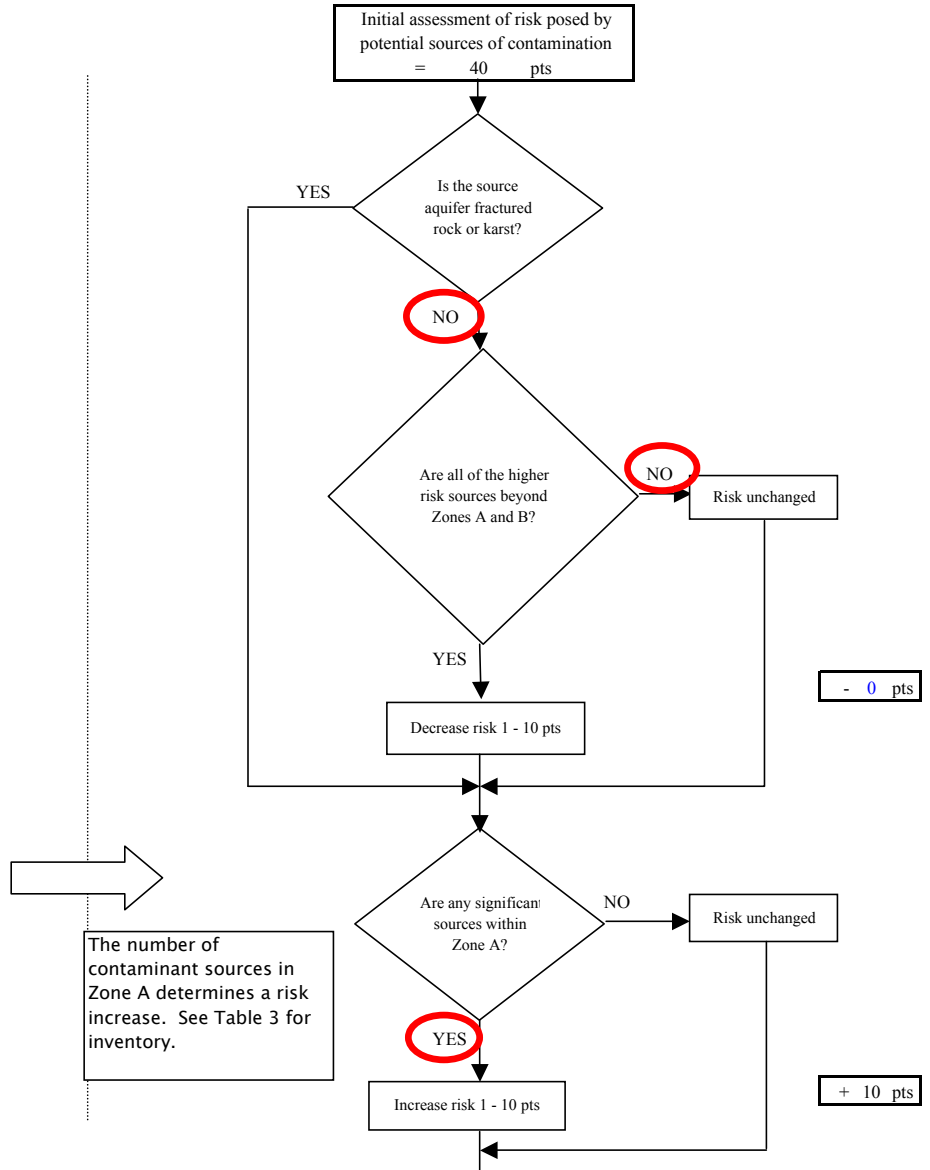 Initial assessment of risk posed by
potential sources of contamination
= 40 pts
YES
Is the source
aquifer fractured
rock or karst?
NO
Are all of the higher
risk sources beyond
Zones A and B?
NO
Risk unchanged
YES
- 0 pts
Decrease risk 1 - 10 pts
Are any significant
sources within
Zone A?
NO
Risk unchanged
The number of
contaminant sources in
Zone A determines a risk
increase. See Table 3 for
inventory.
YES
+ 10 pts
Increase risk 1 - 10 pts